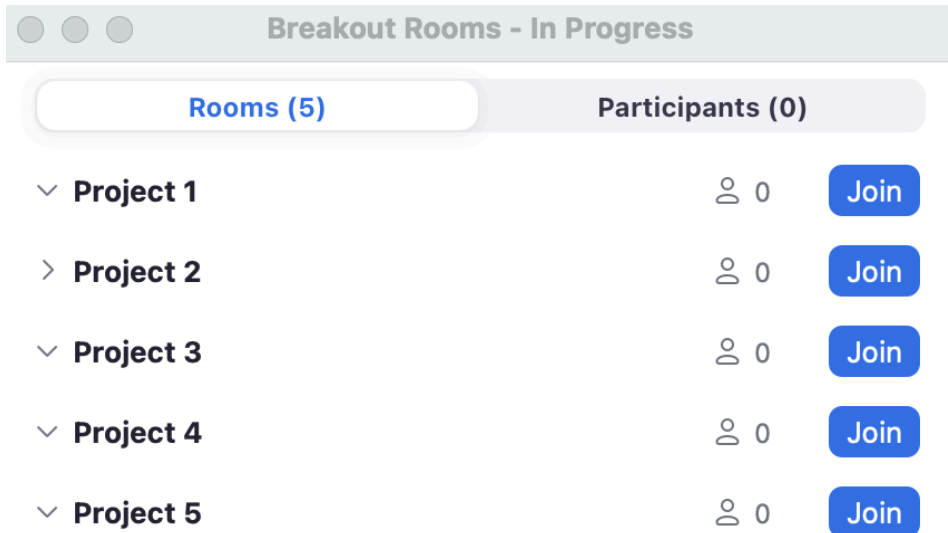 Breakout Rooms - In Progress
Rooms (5) Participants (0)
Project 1 0 Join
Project 2 0 Join
Project 3 0 Join
Project 4 0 Join
Project 5 0 Join